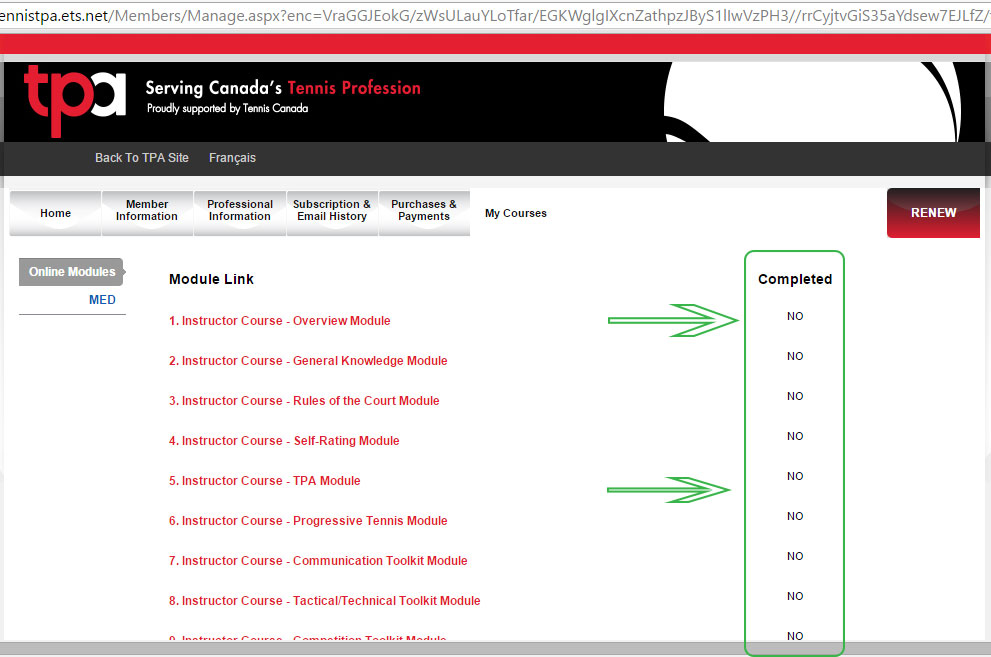 ennistpa.ets.net/Members/Manage.aspx?enc=VraGGJEokG/zWsULauYLoTfar/EGKWglgIXcnZathpzJByS1lIwVzPH3//rrCyjtvGiS35aYdsew7EJLfZ/
tpa
Serving Canada's Tennis Profession
Proudly supported by Tennis Canada
Back To TPA Site Français
Home
Member
Information
Professional
Information
Subscription &
Email History
Purchases &
Payments
My Courses
RENEW
Online Modules
MED
Module Link Completed
1. Instructor Course - Overview Module NO
2. Instructor Course - General Knowledge Module NO
3. Instructor Course - Rules of the Court Module NO
4. Instructor Course - Self-Rating Module NO
5. Instructor Course - TPA Module NO
6. Instructor Course - Progressive Tennis Module NO
7. Instructor Course - Communication Toolkit Module NO
8. Instructor Course - Tactical/Technical Toolkit Module NO
9. Instructor Course - Competition Toolkit Module NO